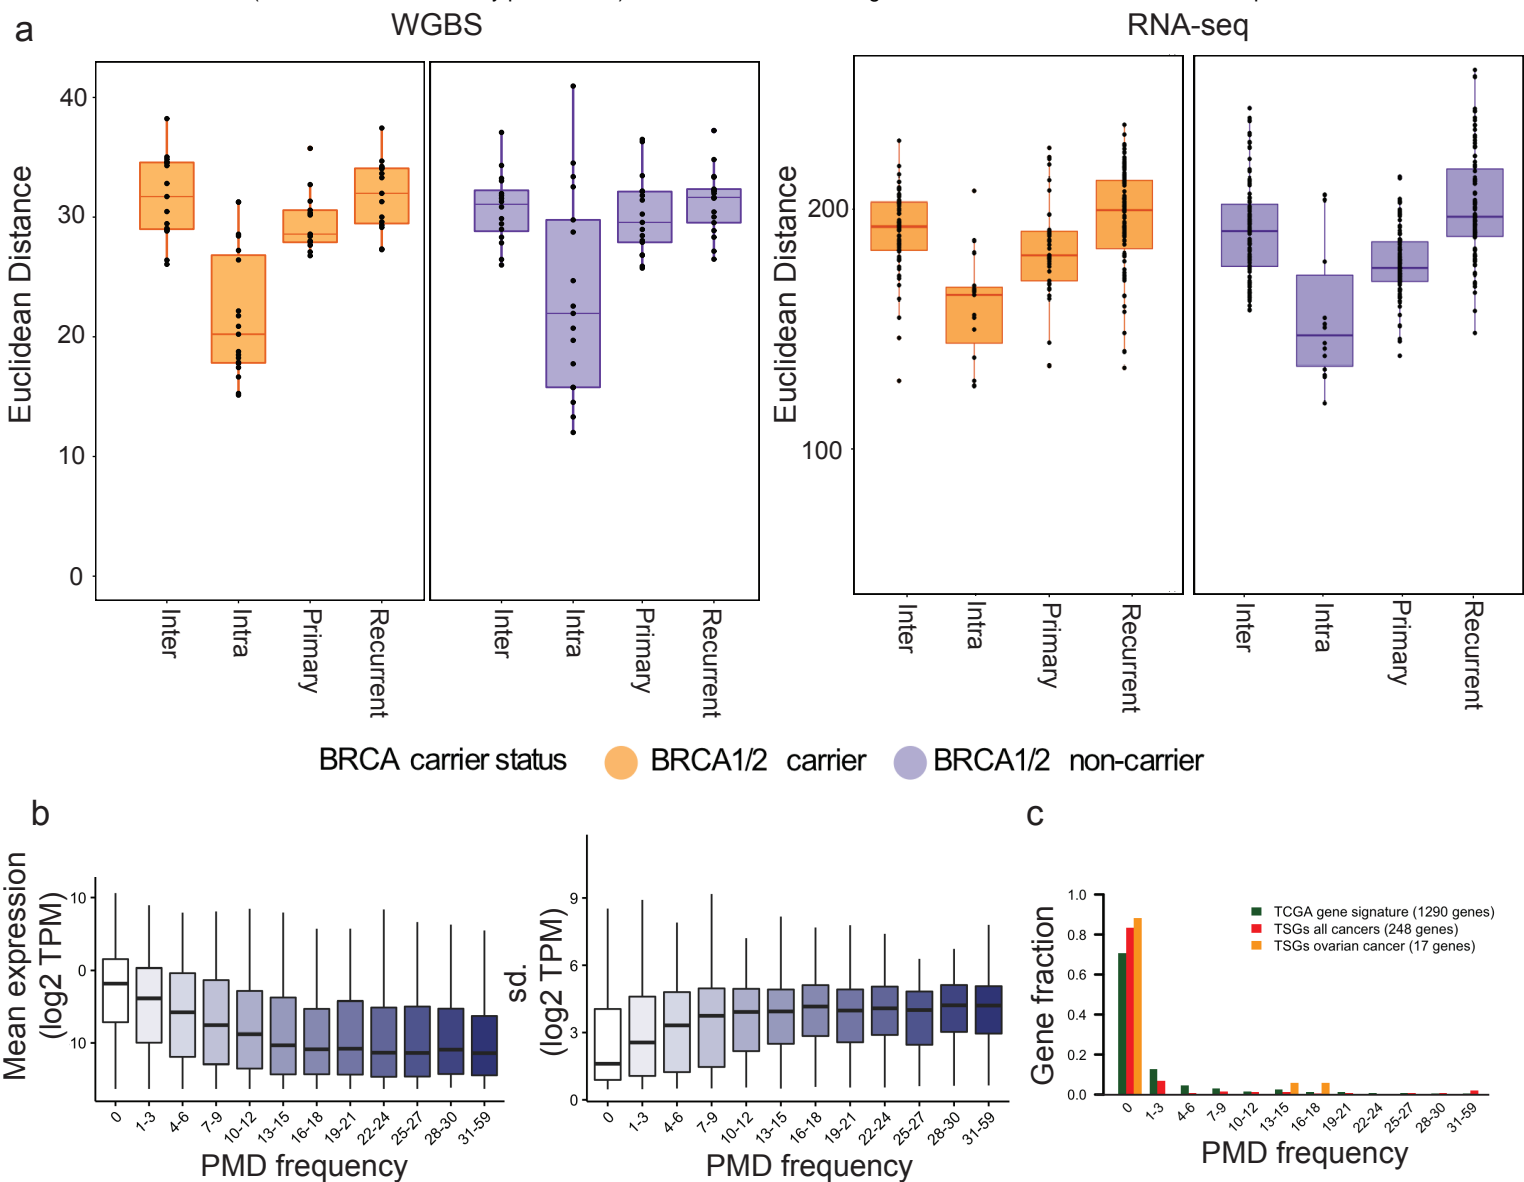 a
WGBS
RNA-seq
Euclidean Distance
40
30
20
10
0
Inter
Intra
Primary
Recurrent
Inter
Intra
Primary
Recurrent
Euclidean Distance
200
100
Inter
Intra
Primary
Recurrent
Inter
Intra
Primary
Recurrent
BRCA carrier status
BRCA1/2 carrier
BRCA1/2 non-carrier
b
Mean expression
(log2 TPM)
10
0
10
0
1-3
4-6
7-9
10-12
13-15
16-18
19-21
22-24
25-27
28-30
31-59
PMD frequency
sd.
(log2 TPM)
9
6
3
0
0
1-3
4-6
7-9
10-12
13-15
16-18
19-21
22-24
25-27
28-30
31-59
PMD frequency
c
Gene fraction
1.0
0.8
0.6
0.4
0.2
0.0
TCGA gene signature (1290 genes)
TSGs all cancers (248 genes)
TSGs ovarian cancer (17 genes)
0
1-3
4-6
7-9
10-12
13-15
16-18
19-21
22-24
25-27
28-30
31-59
PMD frequency